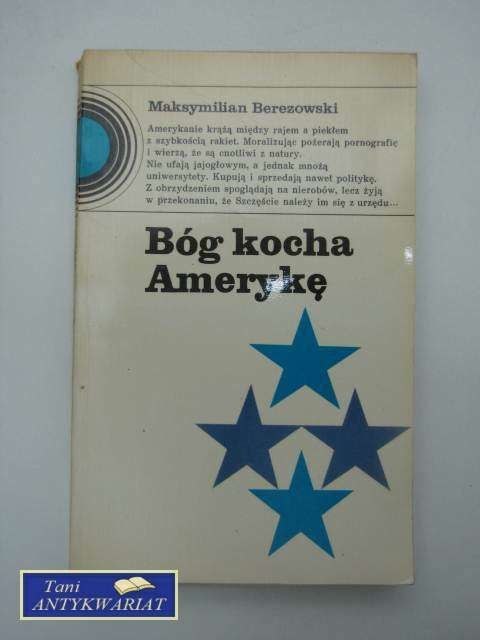 Maksymilian Berezowski
Amerykanie krążą między rajem a piekłem
z szybkością rakiet. Moralizując pożerają pornografię
i wierzą, że są cnotliwi z natury.
Nie ufają jajogłowym, a jednak mnożą
uniwersytety. Kupują i sprzedają nawet politykę.
Z obrzydzeniem spoglądają na nierobów, lecz żyją
w przekonaniu, że Szczęście należy im się z urzędu...
Bóg kocha
Amerykę
Tani
ANTYKWARIAT